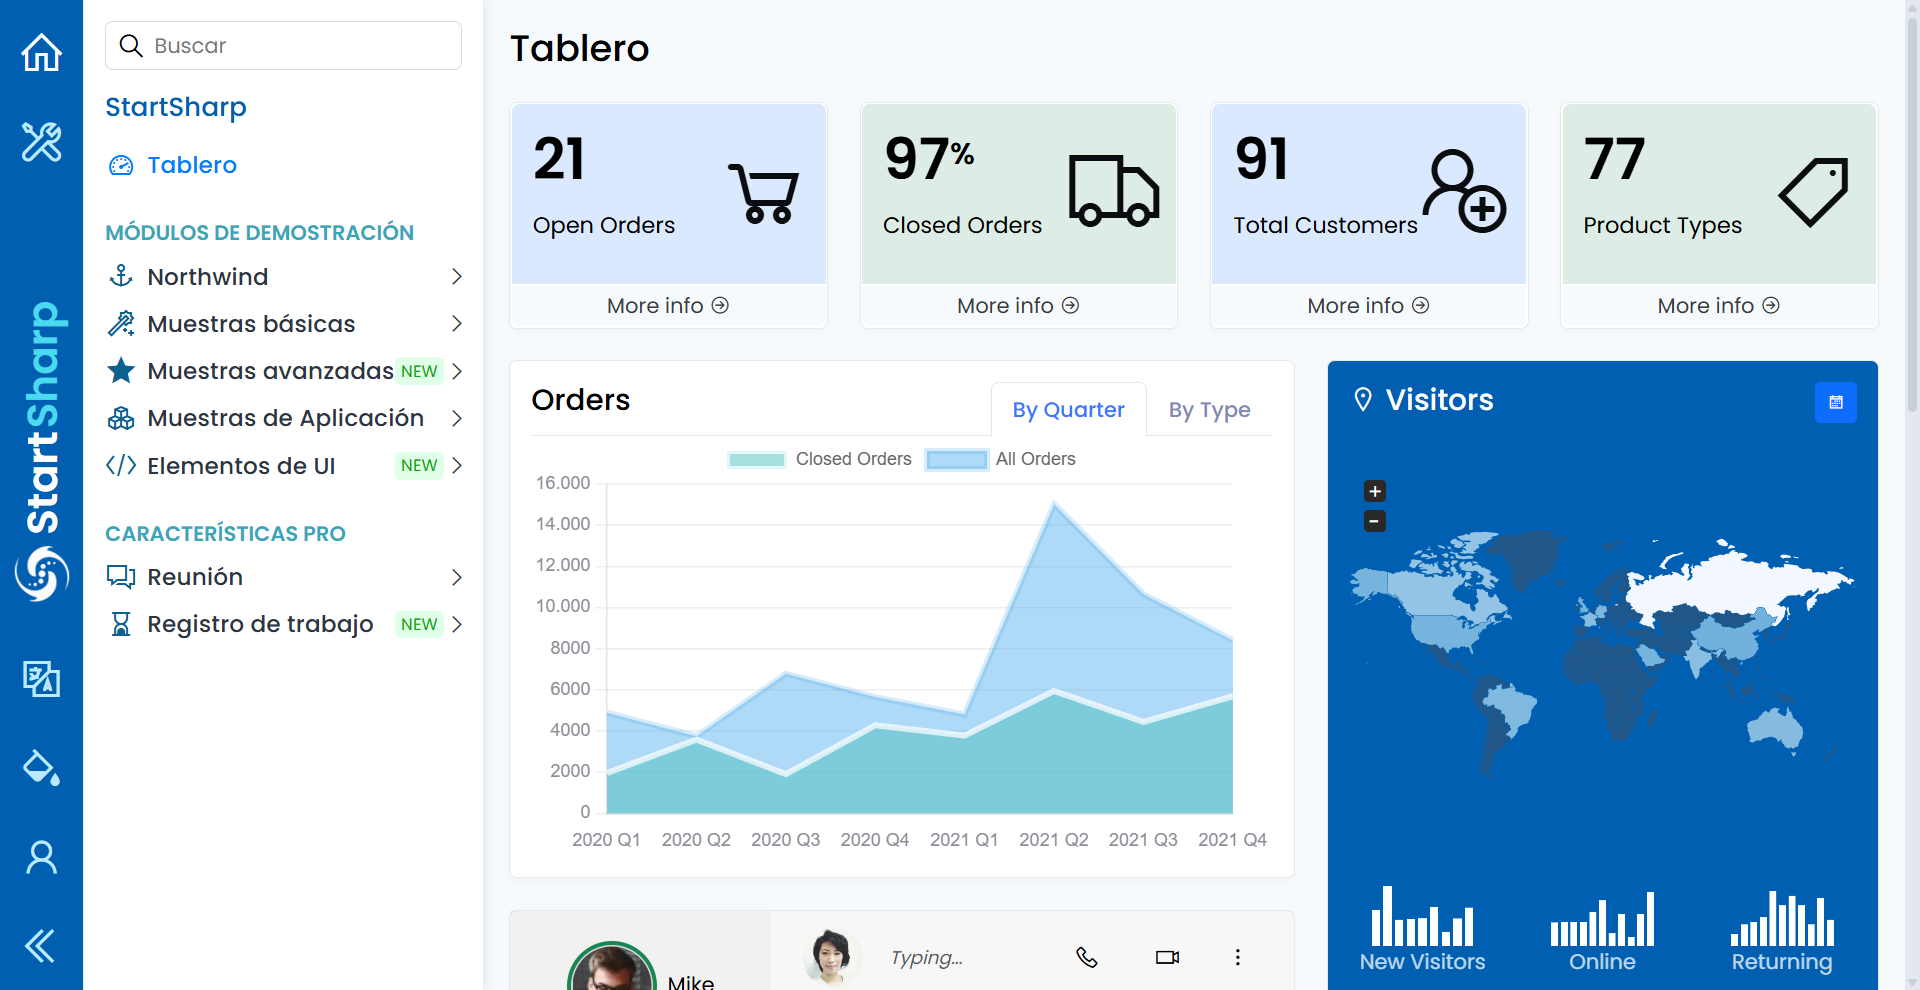 Buscar
StartSharp
Tablero
MÓDULOS DE DEMOSTRACIÓN
Northwind
Muestras básicas
Muestras avanzadas NEW
Muestras de Aplicación
Elementos de UI NEW
CARACTERÍSTICAS PRO
Reunión
Registro de trabajo NEW
StartSharp
Tablero
21
Open Orders
More info
97%
Closed Orders
More info
91
Total Customers
More info
77
Product Types
More info
Orders
By Quarter
By Type
Closed Orders
All Orders
16.000
14.000
12.000
10.000
8000
6000
4000
2000
0
2020 Q1 2020 Q2 2020 Q3 2020 Q4 2021 Q1 2021 Q2 2021 Q3 2021 Q4
Visitors
+
−
New Visitors
Online
Returning
Mike
Typing...